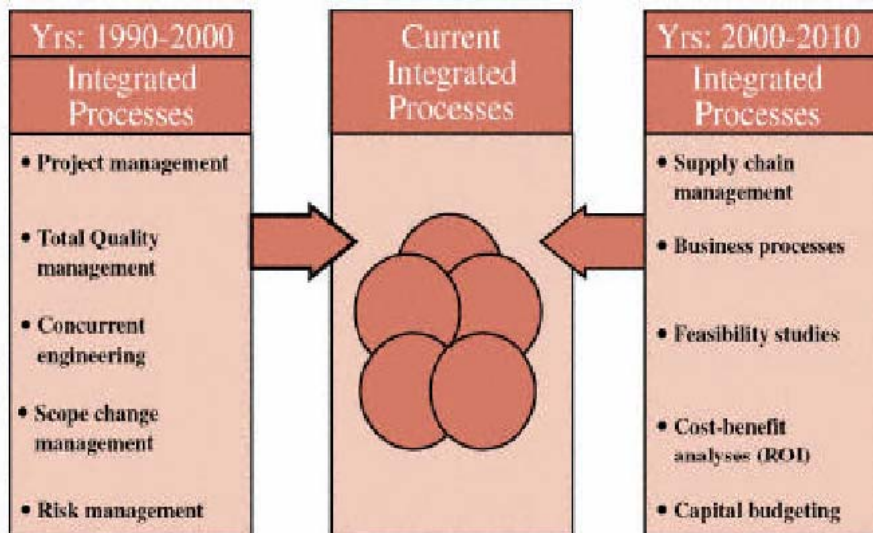 Yrs: 1990-2000
Integrated
Processes
• Project management
• Total Quality
management
• Concurrent
engineering
• Scope change
management
• Risk management
Current
Integrated
Processes
Yrs: 2000-2010
Integrated
Processes
• Supply chain
management
• Business processes
• Feasibility studies
• Cost-benefit
analyses (ROI)
• Capital budgeting